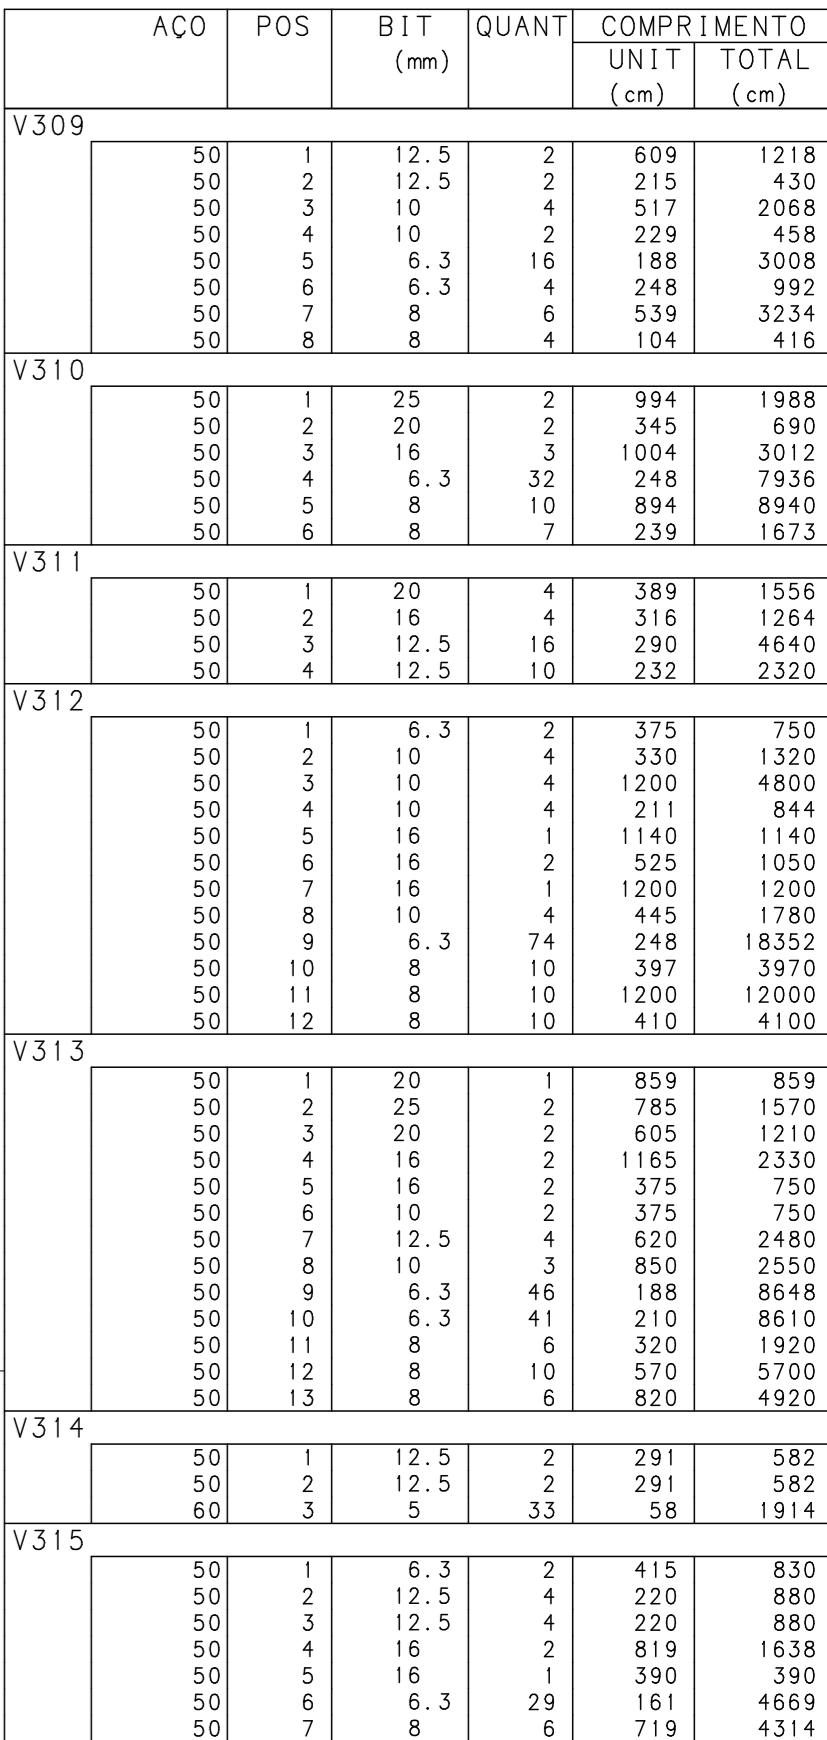 AÇO POS BIT QUANT COMPRIMENTO
(mm) UNIT TOTAL
(cm) (cm)
V309
50 1 12.5 2 609 1218
50 2 12.5 2 215 430
50 3 10 4 517 2068
50 4 10 2 229 458
50 5 6.3 16 188 3008
50 6 6.3 4 248 992
50 7 8 6 539 3234
50 8 8 4 104 416
V310
50 1 25 2 994 1988
50 2 20 2 345 690
50 3 16 3 1004 3012
50 4 6.3 32 248 7936
50 5 8 10 894 8940
50 6 8 7 239 1673
V311
50 1 20 4 389 1556
50 2 16 4 316 1264
50 3 12.5 16 290 4640
50 4 12.5 10 232 2320
V312
50 1 6.3 2 375 750
50 2 10 4 330 1320
50 3 10 4 1200 4800
50 4 10 4 211 844
50 5 16 1 1140 1140
50 6 16 2 525 1050
50 7 16 1 1200 1200
50 8 10 4 445 1780
50 9 6.3 74 248 18352
50 10 8 10 397 3970
50 11 8 10 1200 12000
50 12 8 10 410 4100
V313
50 1 20 1 859 859
50 2 25 2 785 1570
50 3 20 2 605 1210
50 4 16 2 1165 2330
50 5 16 2 375 750
50 6 10 2 375 750
50 7 12.5 4 620 2480
50 8 10 3 850 2550
50 9 6.3 46 188 8648
50 10 6.3 41 210 8610
50 11 8 6 320 1920
50 12 8 10 570 5700
50 13 8 6 820 4920
V314
50 1 12.5 2 291 582
50 2 12.5 2 291 582
60 3 5 33 58 1914
V315
50 1 6.3 2 415 830
50 2 12.5 4 220 880
50 3 12.5 4 220 880
50 4 16 2 819 1638
50 5 16 1 390 390
50 6 6.3 29 161 4669
50 7 8 6 719 4314